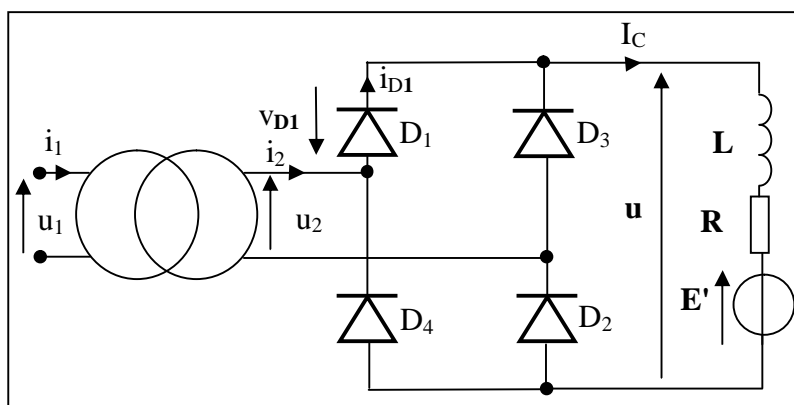 I_C
i_D1
v_D1
D_1
D_3
i_1
i_2
L
u_1
u_2
u
R
E'
D_4
D_2